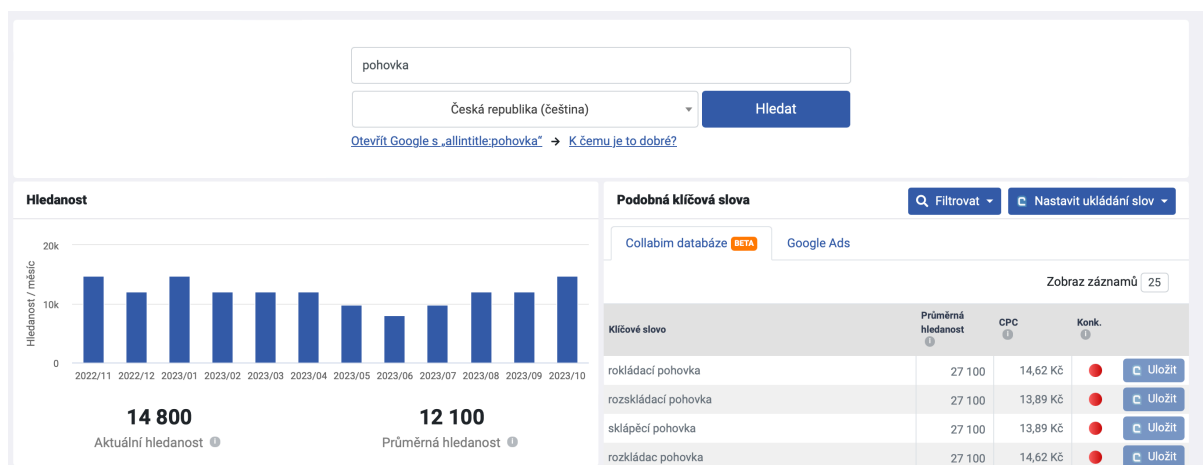 pohovka
Česká republika (čeština)
Hledat
Otevřít Google s „allintitle:pohovka“ → K čemu je to dobré?
Hledanost
20k
10k
0
Hledanost / měsíc
2022/11 2022/12 2023/01 2023/02 2023/03 2023/04 2023/05 2023/06 2023/07 2023/08 2023/09 2023/10
14 800 12 100
Aktuální hledanost Průměrná hledanost
Podobná klíčová slova Filtrovat Nastavit ukládání slov
Collabim databáze BETA Google Ads
Zobraz záznamů 25
Klíčové slovo Průměrná hledanost CPC Konk.
rokládací pohovka 27 100 14,62 Kč Uložit
rozskládací pohovka 27 100 13,89 Kč Uložit
sklápěcí pohovka 27 100 13,89 Kč Uložit
rozkládac pohovka 27 100 14,62 Kč Uložit